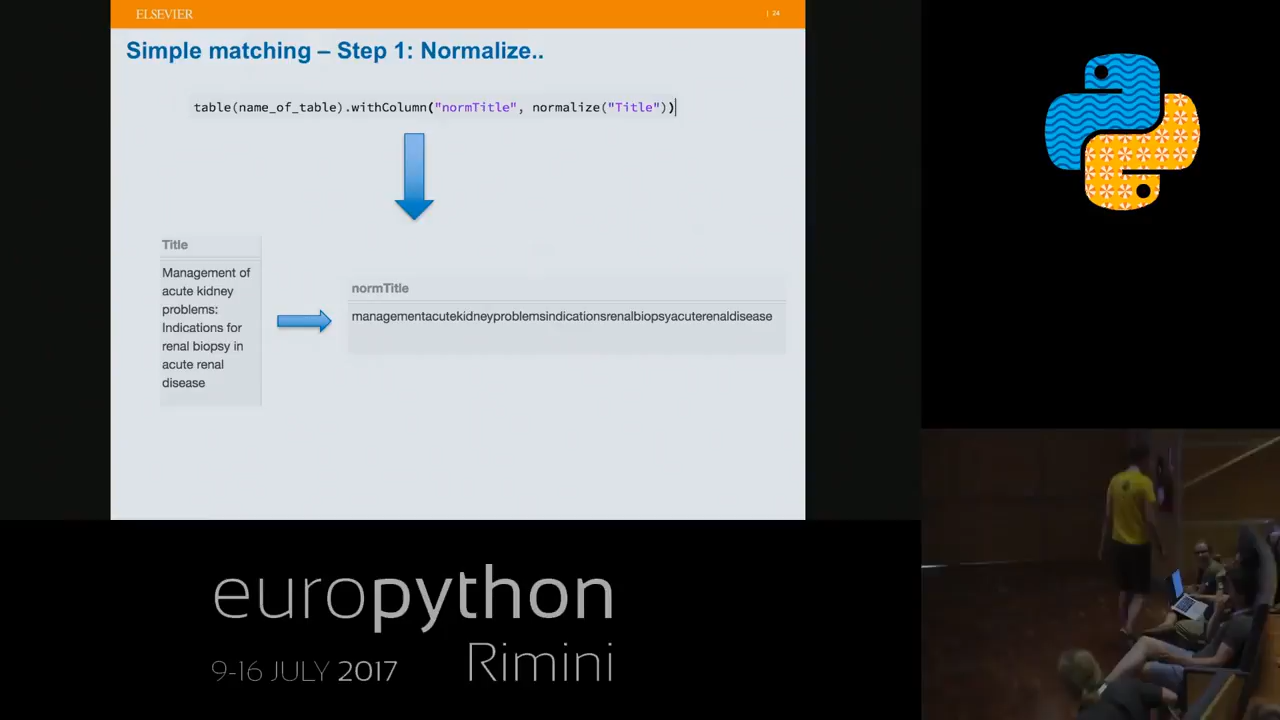 ELSEVIER
| 24
Simple matching – Step 1: Normalize..
table(name_of_table).withColumn("normTitle", normalize("Title"))
Title
Management of
acute kidney
problems:
Indications for
renal biopsy in
acute renal
disease
normTitle
managementacutekidneyproblemsindicationsrenalbiopsyacuterenaldisease
europython
Rimini
9-16 JULY 2017